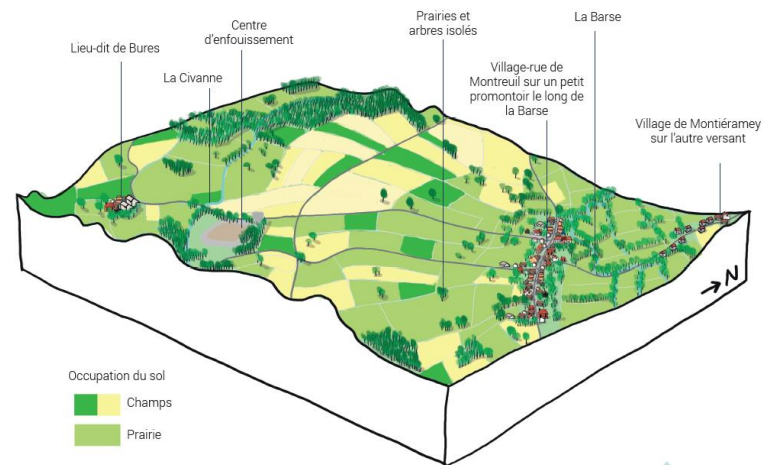 Lieu-dit de Bures
La Civanne
Centre
d'enfouissement
Prairies et
arbres isolés
Village-rue de
Montreuil sur un petit
promontoir le long de
la Barse
La Barse
Village de Montiéramey
sur l'autre versant
N
Occupation du sol
Champs
Prairie